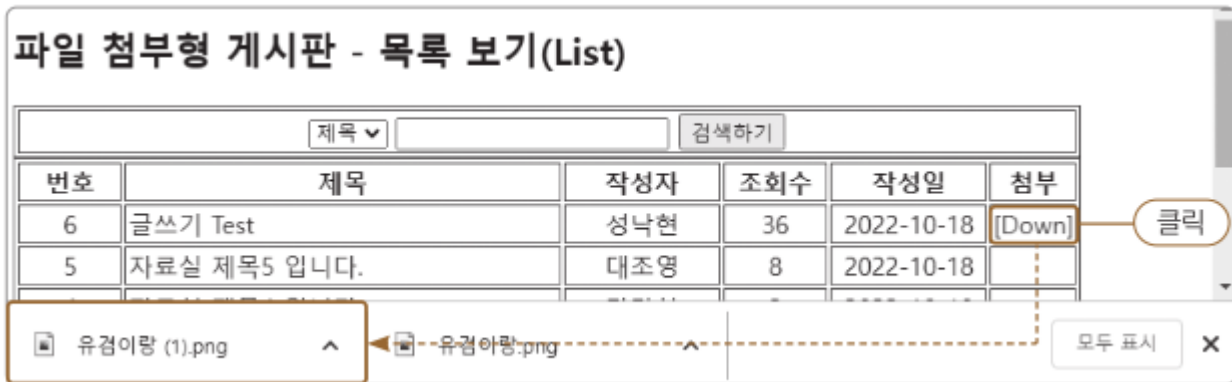 파일 첨부형 게시판 - 목록 보기(List)
제목 검색하기
번호 제목 작성자 조회수 작성일 첨부
6 글쓰기 Test 성낙현 36 2022-10-18 [Down] 클릭
5 자료실 제목5 입니다. 대조영 8 2022-10-18
유겸이랑 (1).png 유겸이랑.png 모두 표시